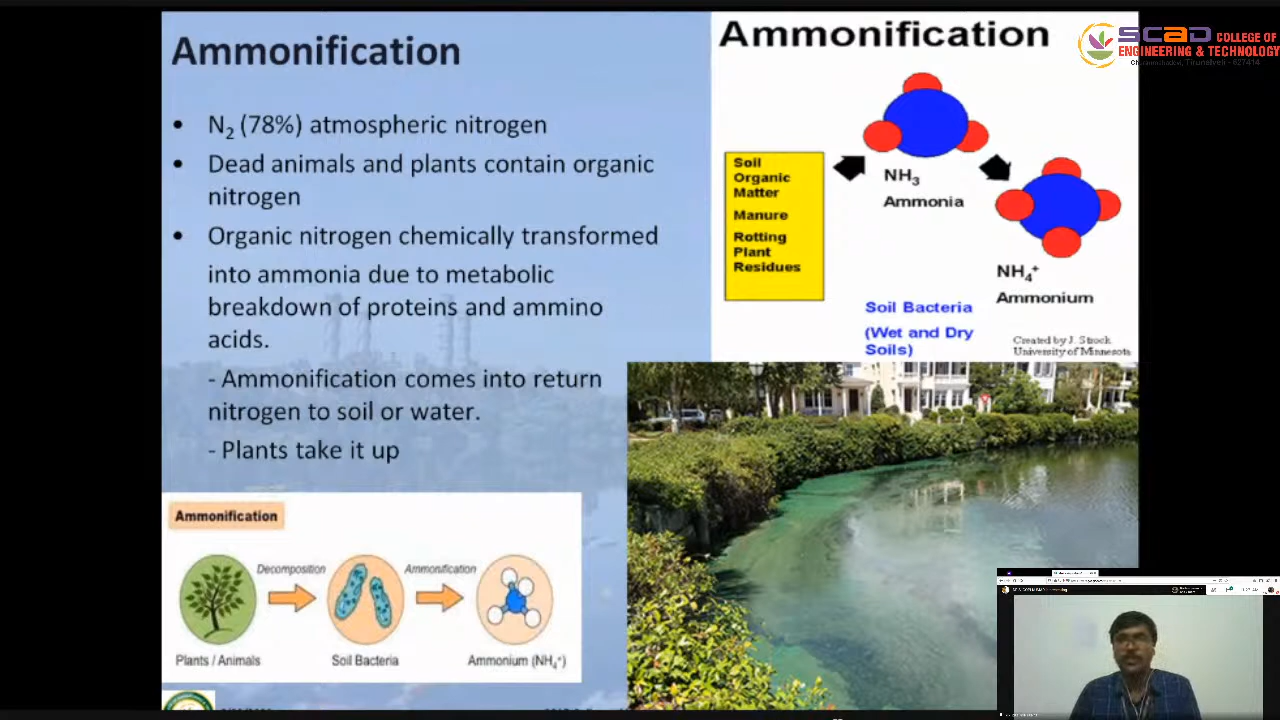 Ammonification
• N2 (78%) atmospheric nitrogen
• Dead animals and plants contain organic
nitrogen
• Organic nitrogen chemically transformed
into ammonia due to metabolic
breakdown of proteins and ammino
acids.
- Ammonification comes into return
nitrogen to soil or water.
- Plants take it up
Ammonification
Decomposition
Ammonification
Plants / Animals
Soil Bacteria
Ammonium (NH4+)
Ammonification
Soil
Organic
Matter
Manure
Rotting
Plant
Residues
NH3
Ammonia
NH4+
Ammonium
Soil Bacteria
(Wet and Dry
Soils)
Created by J. Strock
University of Minnesota
SCAD COLLEGE OF
ENGINEERING & TECHNOLOGY
Tirunelveli - 627414